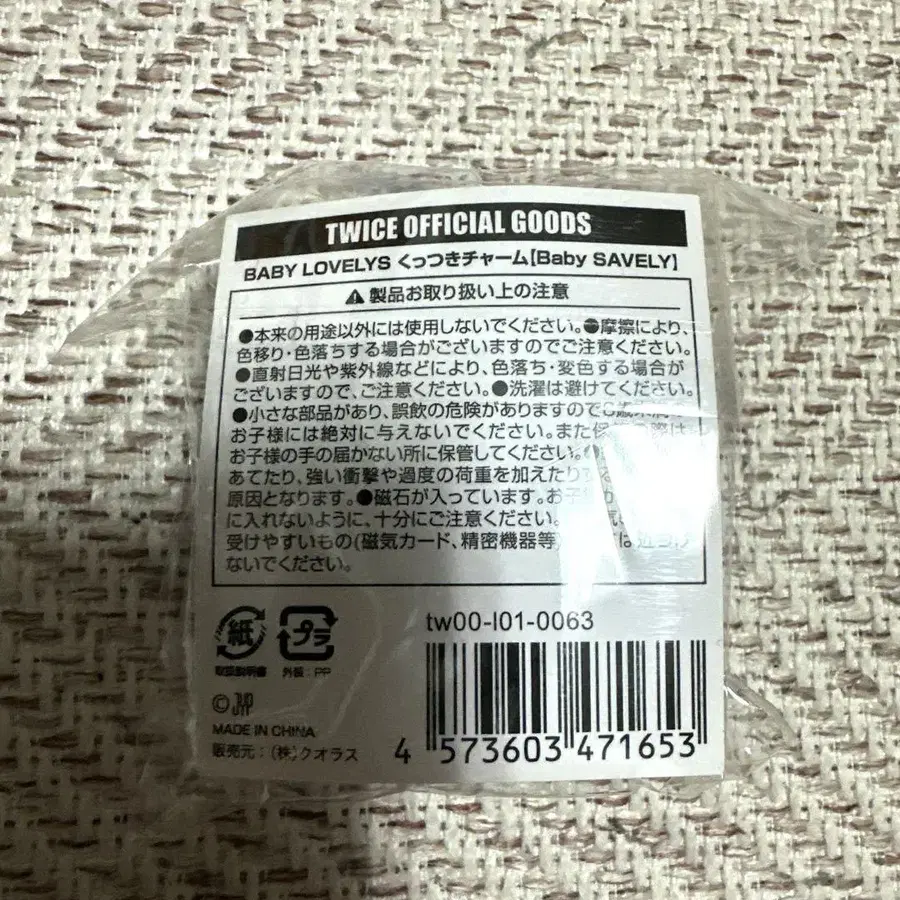 TWICE OFFICIAL GOODS
BABY LOVELYS くっつきチャーム【Baby SAVELY】
製品お取り扱い上の注意
●本来の用途以外には使用しないでください。●摩擦により、
色移り・色落ちする場合がございますのでご注意ください。
●直射日光や紫外線などにより、色落ち・変色する場合が
ございますので、ご注意ください。●洗濯は避けてください。
●小さな部品があり、誤飲の危険がありますので
お子様には絶対に与えないでください。また保管の際は
お子様の手の届かない所に保管してください。
あてたり、強い衝撃や過度の荷重を加えたり
原因となります。●磁石が入っています。
に入れないように、十分にご注意ください。
受けやすいもの(磁気カード、精密機器等)
ないでください。
紙
取扱説明書
プラ
外装:PP
tw00-l01-0063
© JYP
MADE IN CHINA
販売元:(株)クオラス
4 573603 471653